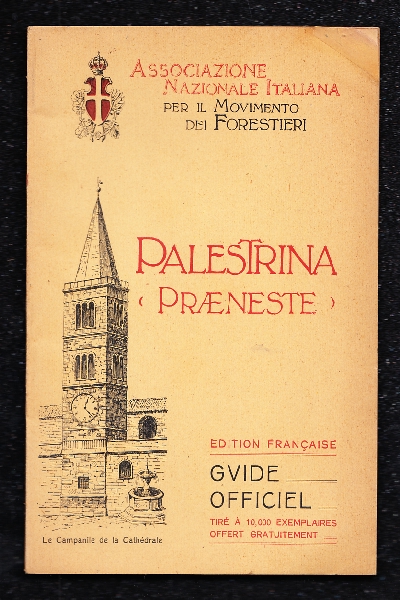 ASSOCIAZIONE
NAZIONALE ITALIANA
PER IL MOVIMENTO
DEI FORESTIERI
PALESTRINA
(PRÆNESTE)
EDITION FRANÇAISE
GVIDE
OFFICIEL
TIRÉ À 10,000 EXEMPLAIRES
OFFERT GRATUITEMENT
Le Campanile de la Cathédrale